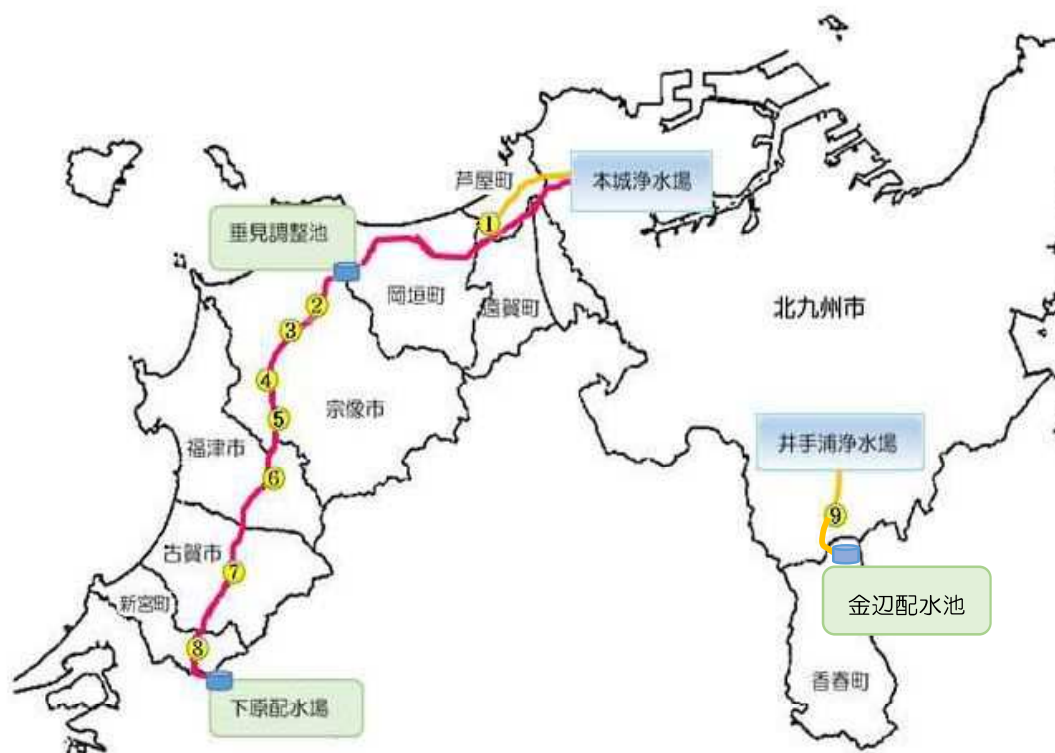 芦屋町
本城浄水場
①
垂見調整池
岡垣町
遠賀町
北九州市
②
③
④
宗像市
⑤
福津市
井手浦浄水場
⑥
⑨
古賀市
⑦
金辺配水池
新宮町
⑧
香春町
下原配水場